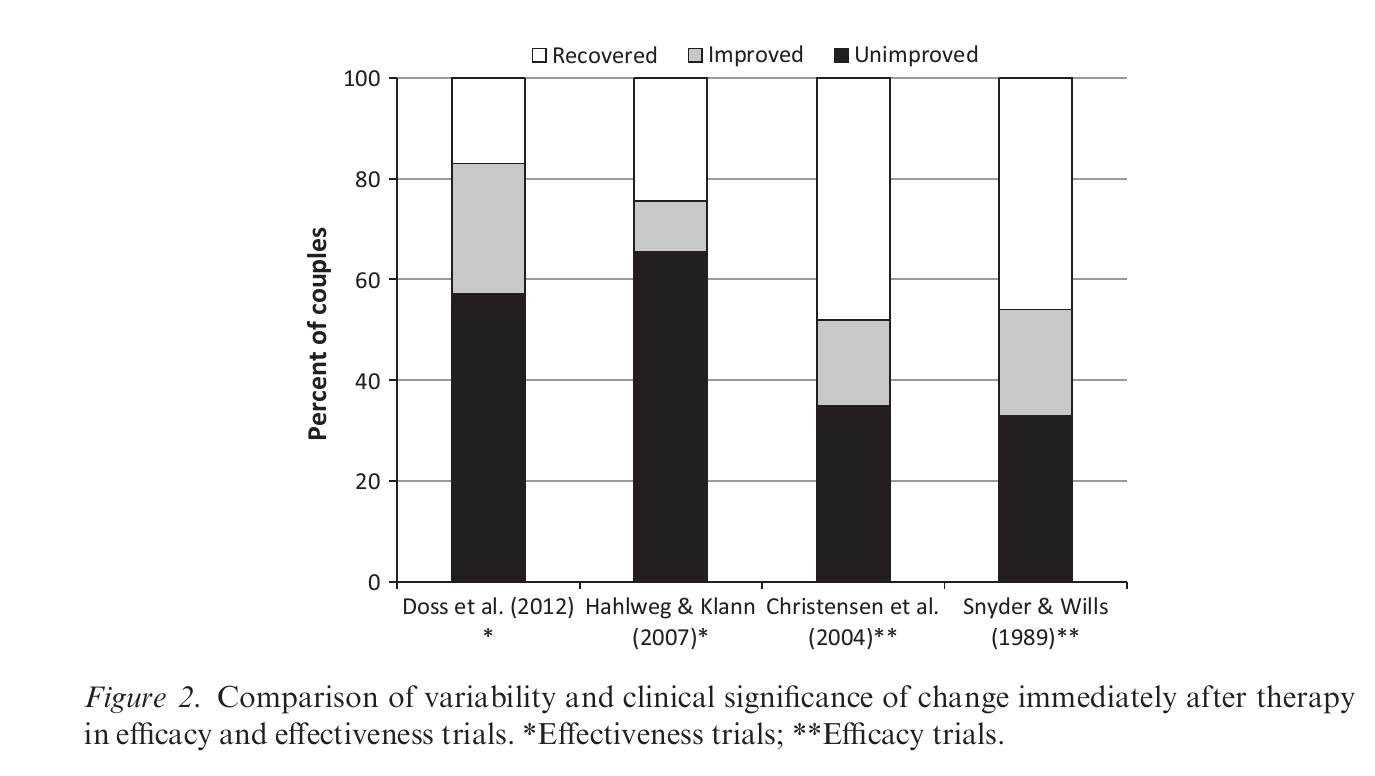 Recovered Improved Unimproved
100
80
60
40
20
0
Percent of couples
Doss et al. (2012) Hahlweg & Klann Christensen et al. Snyder & Wills
* (2007)* (2004)** (1989)**
Figure 2. Comparison of variability and clinical significance of change immediately after therapy
in efficacy and effectiveness trials. *Effectiveness trials; **Efficacy trials.